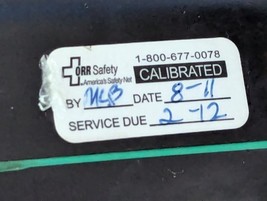 1-800-677-0078
ORR Safety
America's Safety Net
CALIBRATED
BY MLB DATE 8-11
SERVICE DUE 2-12